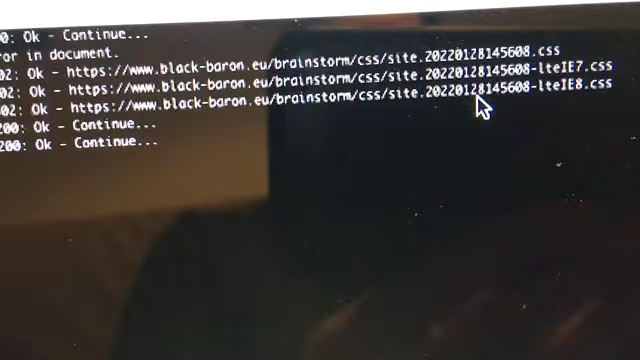 0: Ok - Continue...
or in document.
02: Ok - https://www.black-baron.eu/brainstorm/css/site.20220128145608.css
02: Ok - https://www.black-baron.eu/brainstorm/css/site.20220128145608-lteIE7.css
02: Ok - https://www.black-baron.eu/brainstorm/css/site.20220128145608-lteIE8.css
200: Ok - Continue...
200: Ok - Continue...